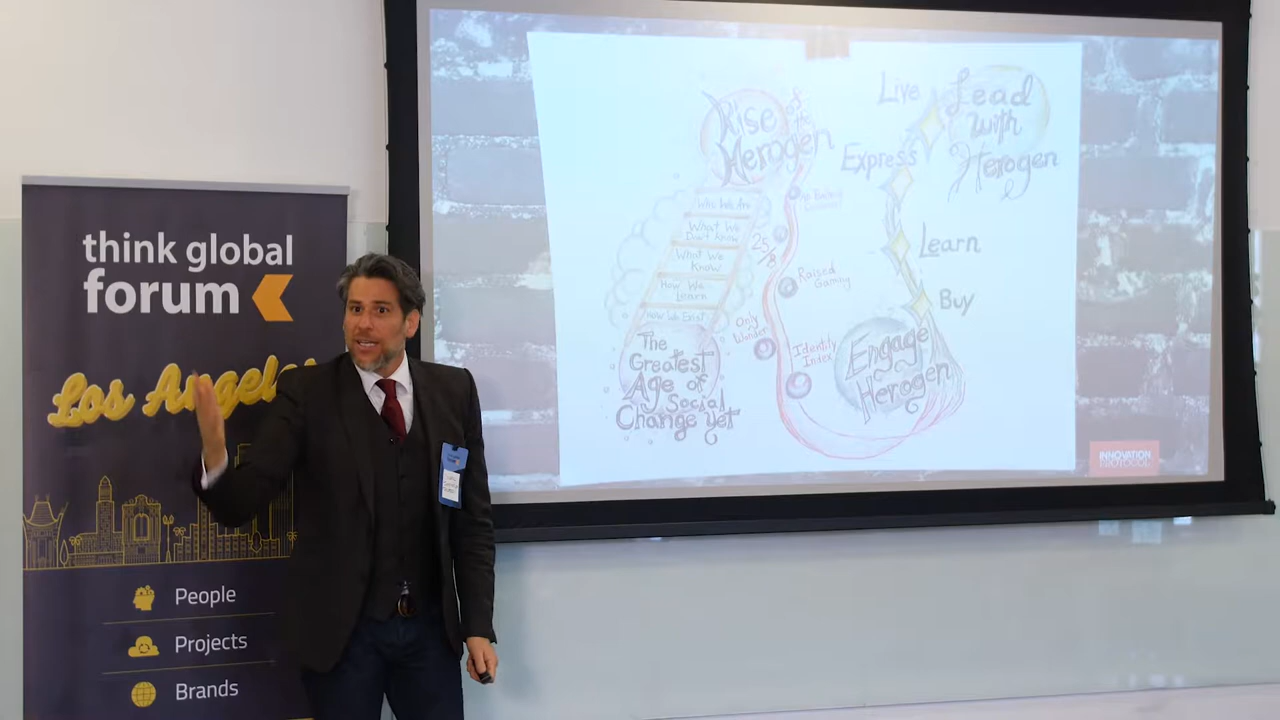 think global
forum
Los Angeles
People
Projects
Brands
Rise
of
the
Herogen
Who We Are
What We
Don't Know
What We
Know
How We
Learn
How We Exist
The
Greatest
Age of
Social
Change Yet
25/8
Raised
Gaming
Only
Wonder
Identity
Index
Live
Lead
with
Herogen
Express
Learn
Buy
Engage
Herogen
INNOVATION
PROTOCOL